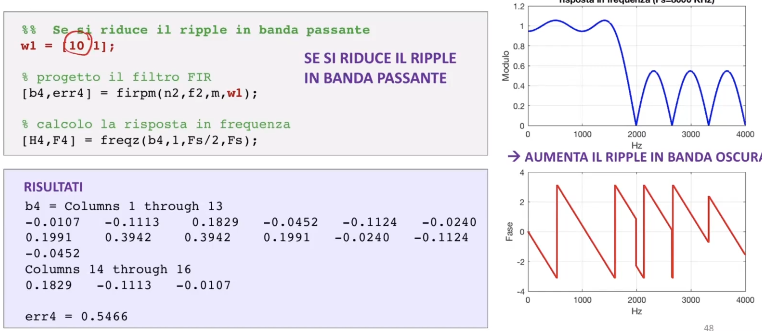 %% Se si riduce il ripple in banda passante
w1 = [10 1];
% progetto il filtro FIR
[b4,err4] = firpm(n2,f2,m,w1);
% calcolo la risposta in frequenza
[H4,F4] = freqz(b4,1,Fs/2,Fs);
SE SI RIDUCE IL RIPPLE
IN BANDA PASSANTE
RISULTATI
b4 = Columns 1 through 13
-0.0107 -0.1113 0.1829 -0.0452 -0.1124 -0.0240
0.1991 0.3942 0.3942 0.1991 -0.0240 -0.1124
-0.0452
Columns 14 through 16
0.1829 -0.1113 -0.0107
err4 = 0.5466
risposta in frequenza (Fs=8000 KHz)
1.2
1
0.8
0.6
0.4
0.2
0
Modulo
0 1000 2000 3000 4000
Hz
→ AUMENTA IL RIPPLE IN BANDA OSCURA
4
2
0
-2
-4
Fase
0 1000 2000 3000 4000
Hz
48